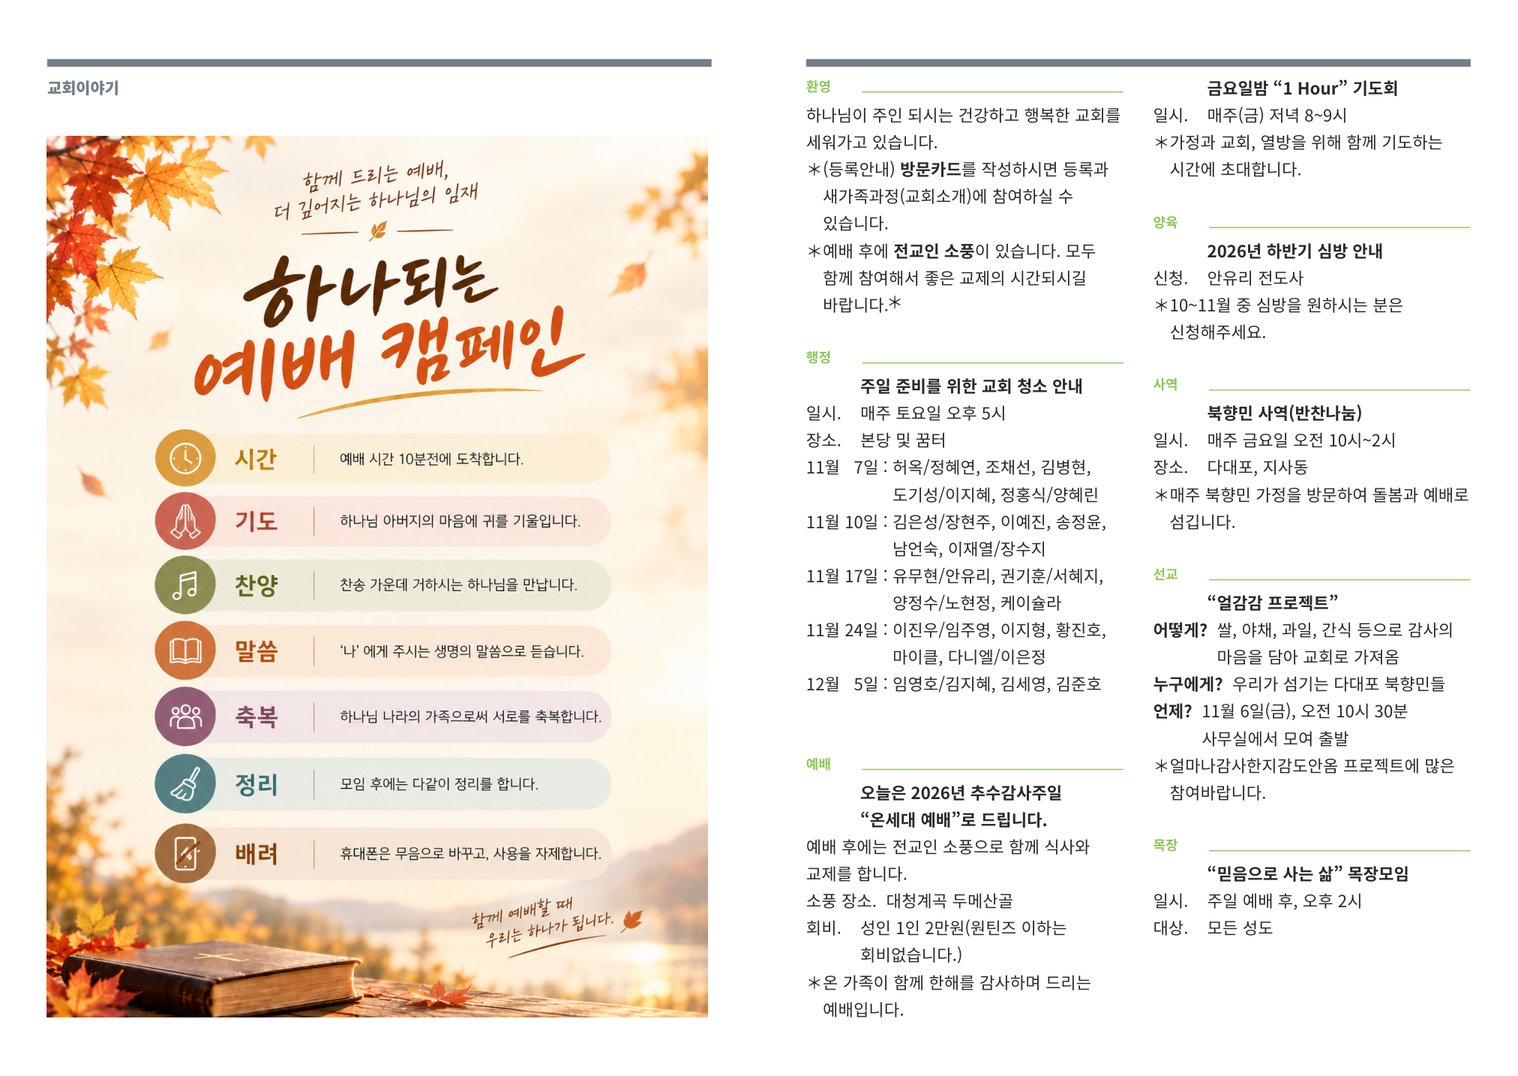 교회이야기
함께 드리는 예배,
더 깊어지는 하나님의 임재
하나되는
예배 캠페인
시간 예배 시간 10분전에 도착합니다.
기도 하나님 아버지의 마음에 귀를 기울입니다.
찬양 찬송 가운데 거하시는 하나님을 만납니다.
말씀 ‘나’ 에게 주시는 생명의 말씀으로 듣습니다.
축복 하나님 나라의 가족으로써 서로를 축복합니다.
정리 모임 후에는 다같이 정리를 합니다.
배려 휴대폰은 무음으로 바꾸고, 사용을 자제합니다.
함께 예배할 때
우리는 하나가 됩니다.
환영
하나님이 주인 되시는 건강하고 행복한 교회를
세워가고 있습니다.
*(등록안내) 방문카드를 작성하시면 등록과
새가족과정(교회소개)에 참여하실 수
있습니다.
*예배 후에 전교인 소풍이 있습니다. 모두
함께 참여해서 좋은 교제의 시간되시길
바랍니다.*
행정
주일 준비를 위한 교회 청소 안내
일시. 매주 토요일 오후 5시
장소. 본당 및 꿈터
11월 7일 : 허옥/정혜연, 조채선, 김병현,
도기성/이지혜, 정홍식/양혜린
11월 10일 : 김은성/장현주, 이예진, 송정윤,
남언숙, 이재열/장수지
11월 17일 : 유무현/안유리, 권기훈/서혜지,
양정수/노현정, 케이슐라
11월 24일 : 이진우/임주영, 이지형, 황진호,
마이클, 다니엘/이은정
12월 5일 : 임영호/김지혜, 김세영, 김준호
예배
오늘은 2026년 추수감사주일
“온세대 예배”로 드립니다.
예배 후에는 전교인 소풍으로 함께 식사와
교제를 합니다.
소풍 장소. 대청계곡 두메산골
회비. 성인 1인 2만원(원틴즈 이하는
회비없습니다.)
*온 가족이 함께 한해를 감사하며 드리는
예배입니다.
금요일밤 “1 Hour” 기도회
일시. 매주(금) 저녁 8~9시
*가정과 교회, 열방을 위해 함께 기도하는
시간에 초대합니다.
양육
2026년 하반기 심방 안내
신청. 안유리 전도사
*10~11월 중 심방을 원하시는 분은
신청해주세요.
사역
북향민 사역(반찬나눔)
일시. 매주 금요일 오전 10시~2시
장소. 다대포, 지사동
*매주 북향민 가정을 방문하여 돌봄과 예배로
섬깁니다.
선교
“얼감감 프로젝트”
어떻게? 쌀, 야채, 과일, 간식 등으로 감사의
마음을 담아 교회로 가져옴
누구에게? 우리가 섬기는 다대포 북향민들
언제? 11월 6일(금), 오전 10시 30분
사무실에서 모여 출발
*얼마나감사한지감도안옴 프로젝트에 많은
참여바랍니다.
목장
“믿음으로 사는 삶” 목장모임
일시. 주일 예배 후, 오후 2시
대상. 모든 성도